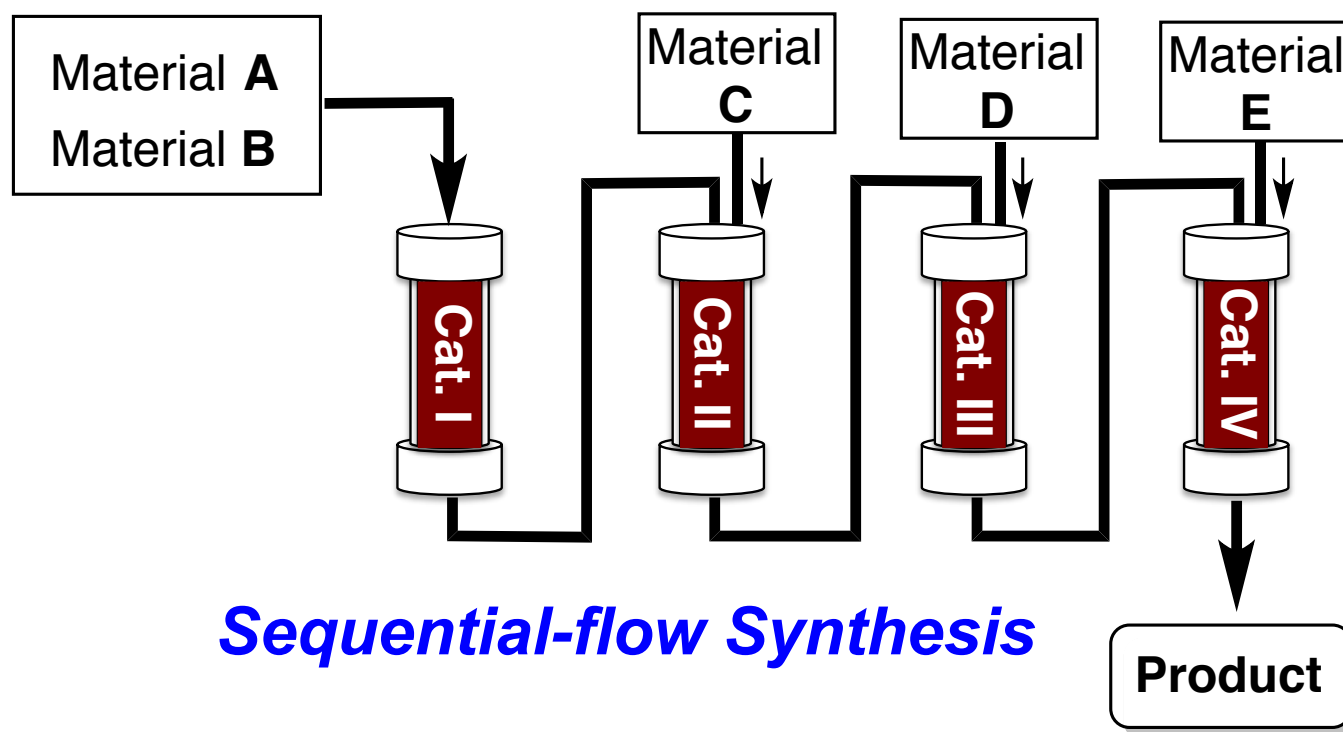 Material A
Material B
Material
C
Material
D
Material
E
Cat. I
Cat. II
Cat. III
Cat. IV
Sequential-flow Synthesis
Product